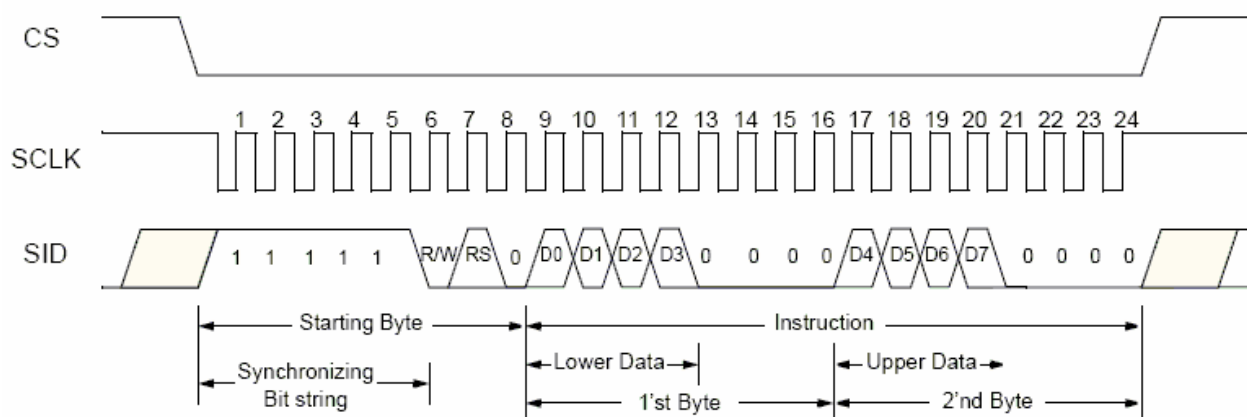 CS
1 2 3 4 5 6 7 8 9 10 11 12 13 14 15 16 17 18 19 20 21 22 23 24
SCLK
SID 1 1 1 1 1 R/W RS 0 D0 D1 D2 D3 0 0 0 0 D4 D5 D6 D7 0 0 0 0
Starting Byte Instruction
Synchronizing Lower Data Upper Data
Bit string 1'st Byte 2'nd Byte